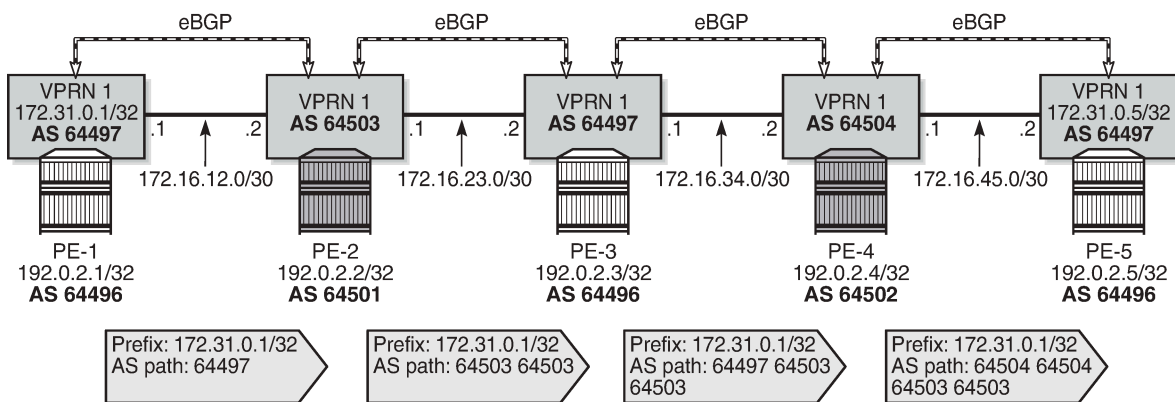 eBGP eBGP eBGP eBGP
VPRN 1
172.31.0.1/32
AS 64497
VPRN 1
AS 64503
VPRN 1
AS 64497
VPRN 1
AS 64504
VPRN 1
172.31.0.5/32
AS 64497
.1 .2 .1 .2 .1 .2 .1 .2
172.16.12.0/30 172.16.23.0/30 172.16.34.0/30 172.16.45.0/30
PE-1
192.0.2.1/32
AS 64496
PE-2
192.0.2.2/32
AS 64501
PE-3
192.0.2.3/32
AS 64496
PE-4
192.0.2.4/32
AS 64502
PE-5
192.0.2.5/32
AS 64496
Prefix: 172.31.0.1/32
AS path: 64497
Prefix: 172.31.0.1/32
AS path: 64503 64503
Prefix: 172.31.0.1/32
AS path: 64497 64503
64503
Prefix: 172.31.0.1/32
AS path: 64504 64504
64503 64503